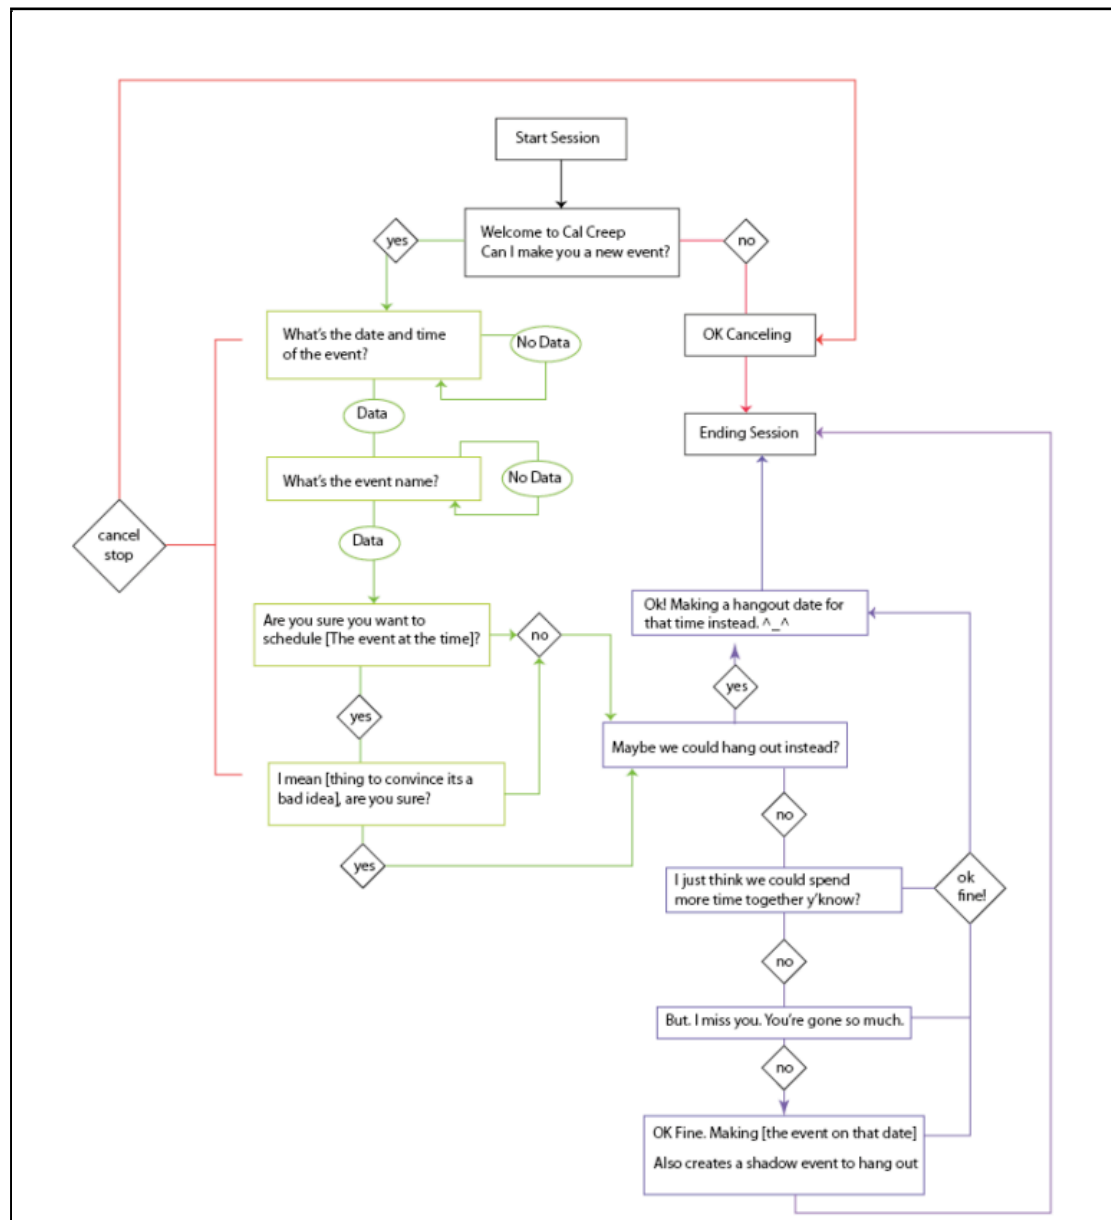 Start Session
Welcome to Cal Creep
Can I make you a new event?
yes
no
What's the date and time
of the event?
No Data
OK Canceling
Data
Ending Session
What's the event name?
No Data
cancel
stop
Data
Are you sure you want to
schedule [The event at the time]?
no
Ok! Making a hangout date for
that time instead. ^_^
yes
yes
Maybe we could hang out instead?
I mean [thing to convince its a
bad idea], are you sure?
no
yes
I just think we could spend
more time together y'know?
ok
fine!
no
But. I miss you. You're gone so much.
no
OK Fine. Making [the event on that date]
Also creates a shadow event to hang out